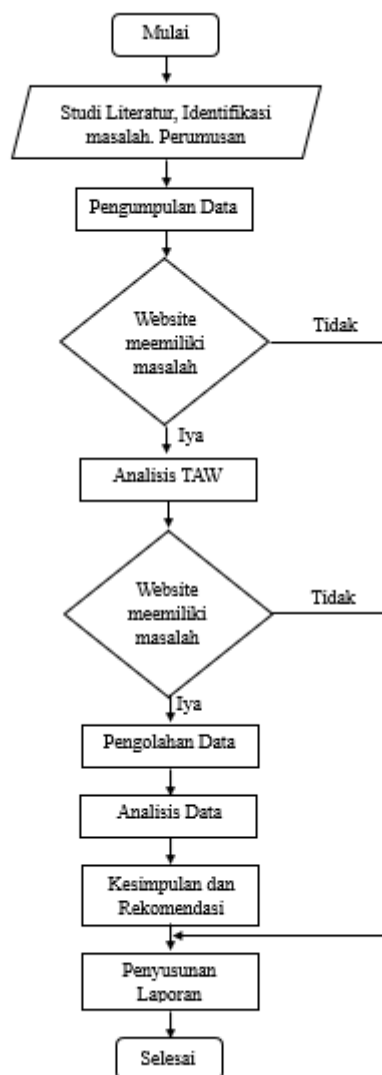 Mulai
Studi Literatur, Identifikasi
masalah. Perumusan
Pengumpulan Data
Website
meemiliki
masalah
Tidak
Iya
Analisis TAW
Website
meemiliki
masalah
Tidak
Iya
Pengolahan Data
Analisis Data
Kesimpulan dan
Rekomendasi
Penyusunan
Laporan
Selesai